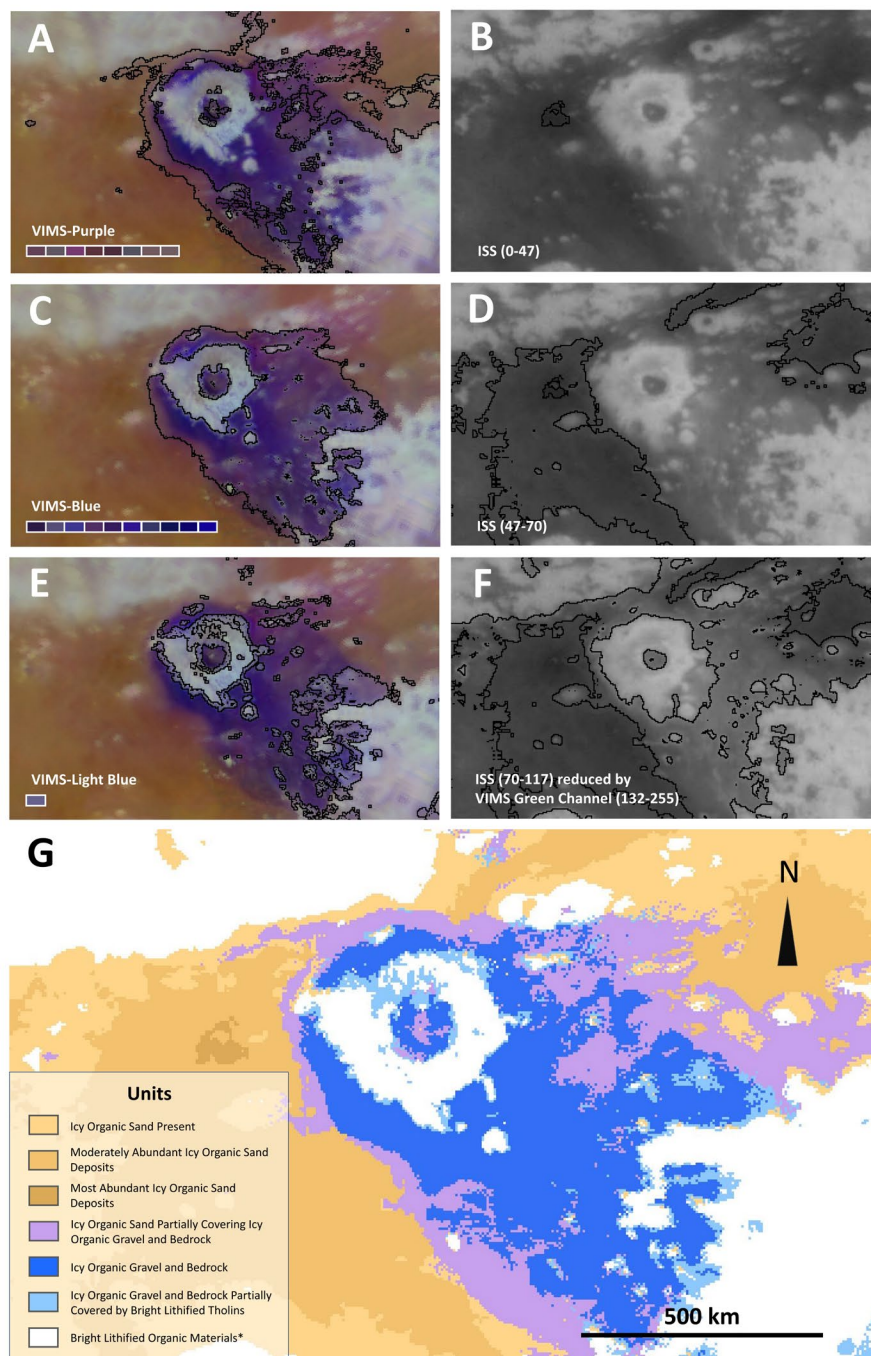 A
VIMS-Purple
B
ISS (0-47)
C
VIMS-Blue
D
ISS (47-70)
E
VIMS-Light Blue
F
ISS (70-117) reduced by
VIMS Green Channel (132-255)
G
N
Units
Icy Organic Sand Present
Moderately Abundant Icy Organic Sand
Deposits
Most Abundant Icy Organic Sand
Deposits
Icy Organic Sand Partially Covering Icy
Organic Gravel and Bedrock
Icy Organic Gravel and Bedrock
Icy Organic Gravel and Bedrock Partially
Covered by Bright Lithified Tholins
Bright Lithified Organic Materials*
500 km